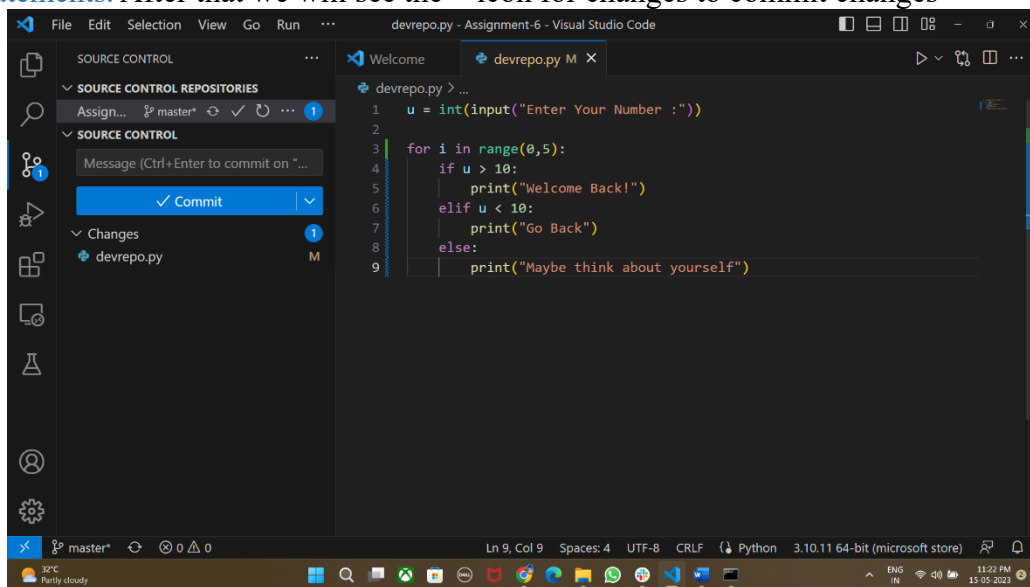 atements. After that we will see the icon for changes to commit changes
File Edit Selection View Go Run ··· devrepo.py - Assignment-6 - Visual Studio Code
SOURCE CONTROL ···
SOURCE CONTROL REPOSITORIES
Assign... master* ··· 1
SOURCE CONTROL
Message (Ctrl+Enter to commit on "...
Commit
Changes 1
devrepo.py M
1
Welcome devrepo.py M
devrepo.py > ...
1 u = int(input("Enter Your Number :"))
2
3 for i in range(0,5):
4 if u > 10:
5 print("Welcome Back!")
6 elif u < 10:
7 print("Go Back")
8 else:
9 print("Maybe think about yourself")
master* 0 0 Ln 9, Col 9 Spaces: 4 UTF-8 CRLF Python 3.10.11 64-bit (microsoft store)
32°C
Partly cloudy
DELL
ENG
IN
11:22 PM
15-05-2023